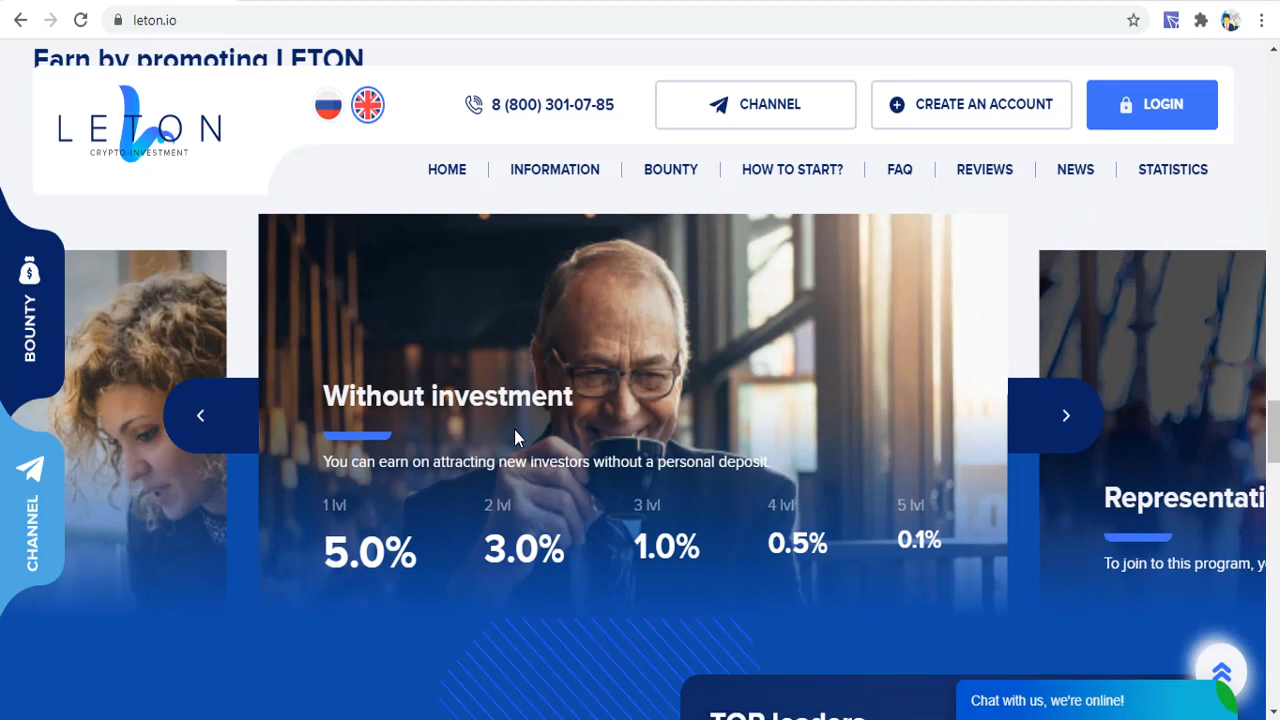 leton.io
Earn by promoting LETON
LETON
CRYPTO-INVESTMENT
8 (800) 301-07-85
CHANNEL
CREATE AN ACCOUNT
LOGIN
HOME
INFORMATION
BOUNTY
HOW TO START?
FAQ
REVIEWS
NEWS
STATISTICS
BOUNTY
CHANNEL
Without investment
You can earn on attracting new investors without a personal deposit.
1 lvl 2 lvl 3 lvl 4 lvl 5 lvl
5.0% 3.0% 1.0% 0.5% 0.1%
Representati
To join to this program, y
TOP leaders
Chat with us, we're online!